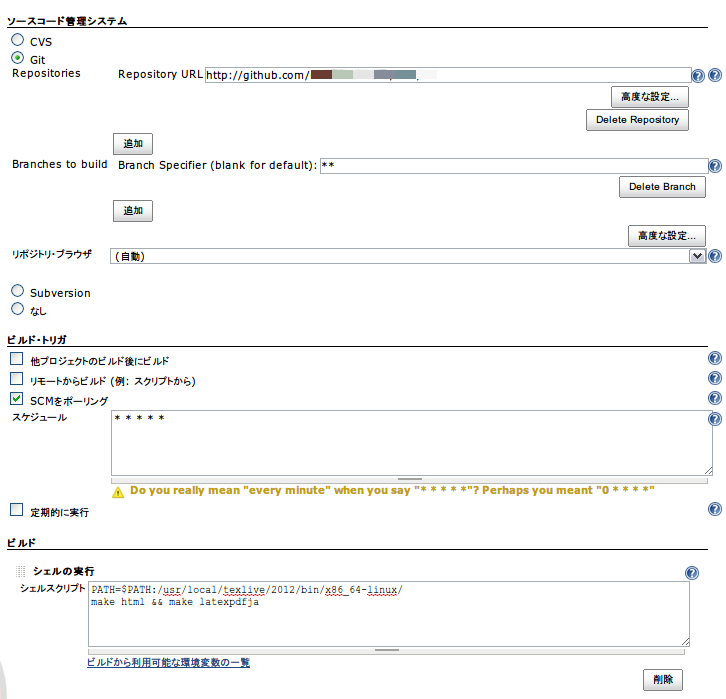 ソースコード管理システム
CVS
Git
Repositories Repository URL http://github.com/
高度な設定...
Delete Repository
追加
Branches to build Branch Specifier (blank for default): **
Delete Branch
追加
高度な設定...
リポジトリ・ブラウザ (自動)
Subversion
なし
ビルド・トリガ
他プロジェクトのビルド後にビルド
リモートからビルド (例: スクリプトから)
SCMをポーリング
スケジュール * * * * *
Do you really mean "every minute" when you say "* * * * *"? Perhaps you meant "0 * * * *"
定期的に実行
ビルド
シェルの実行
シェルスクリプト PATH=$PATH:/usr/local/texlive/2012/bin/x86_64-linux/
make html && make latexpdfja
ビルドから利用可能な環境変数の一覧
削除